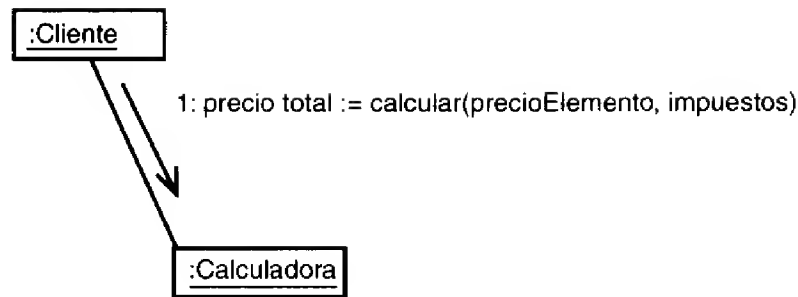 :Cliente
1: precio total := calcular(precioElemento, impuestos)
:Calculadora